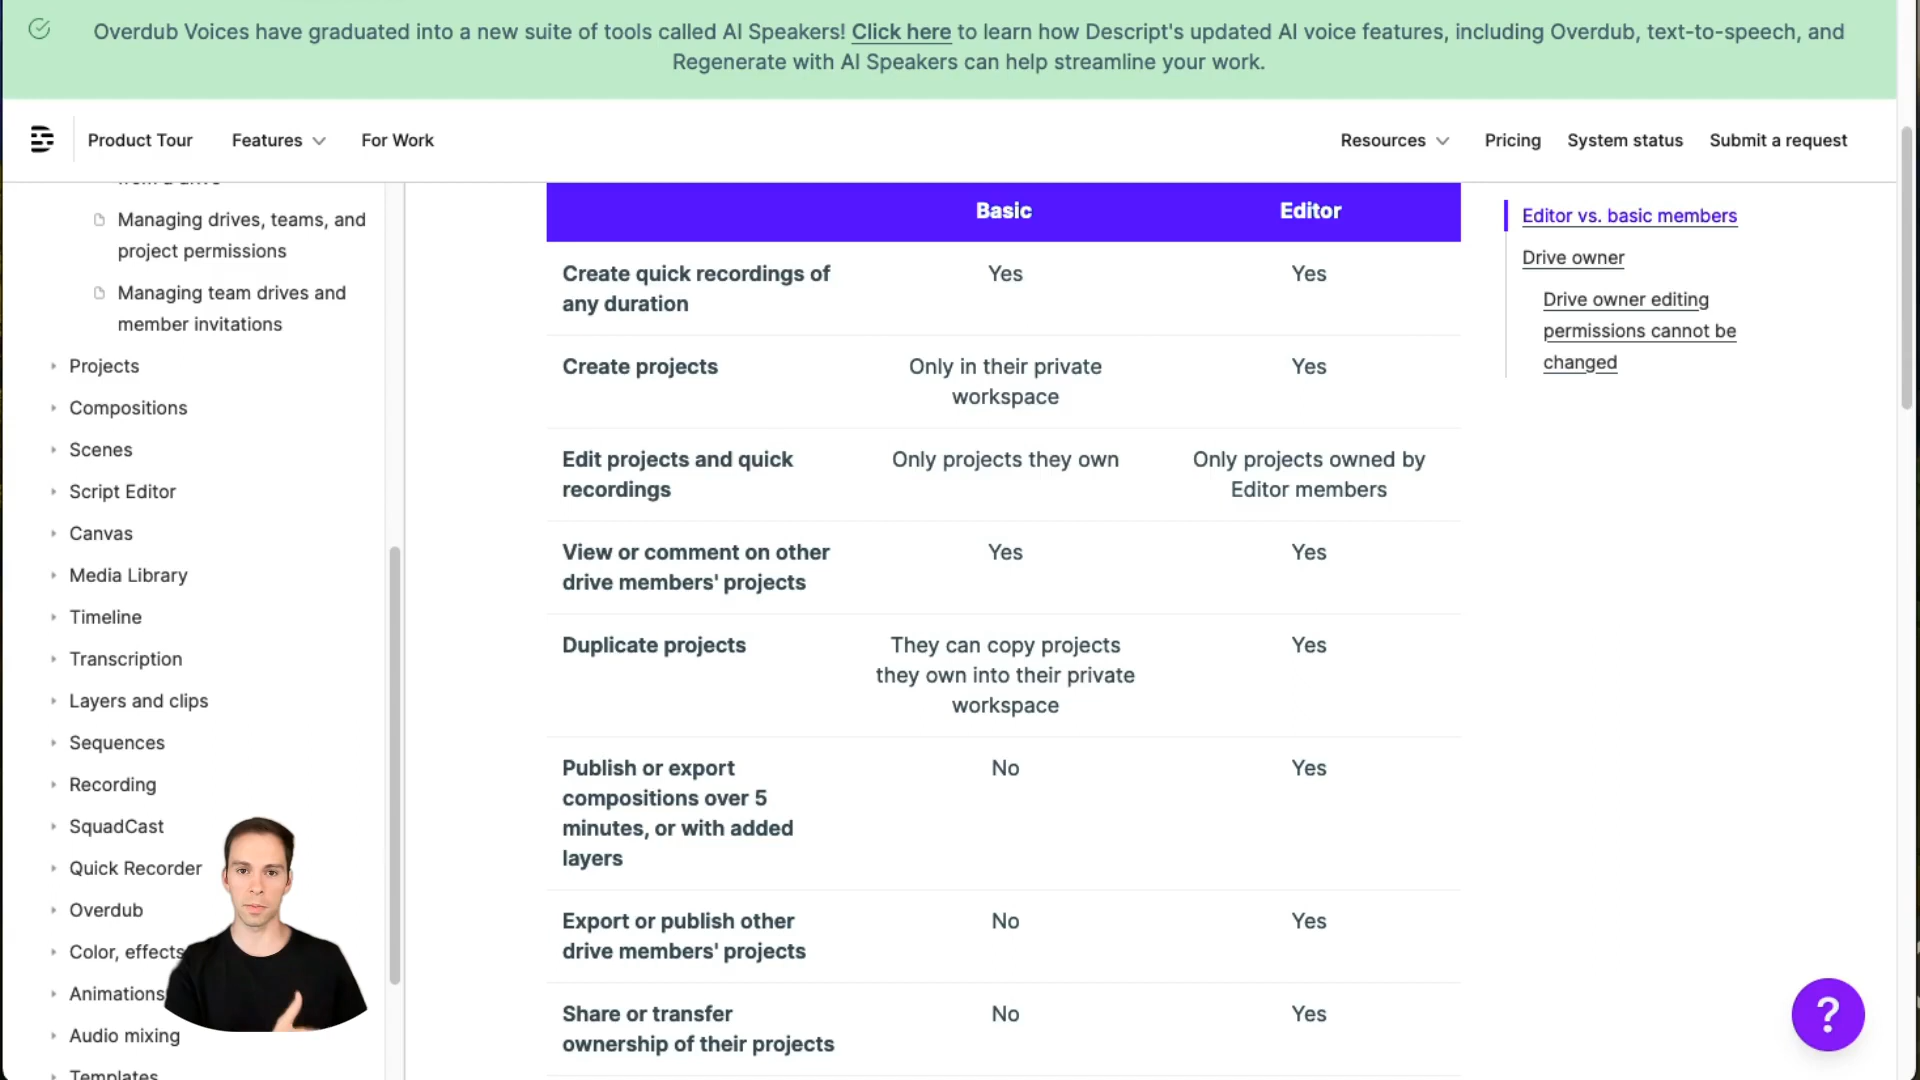 Overdub Voices have graduated into a new suite of tools called AI Speakers! Click here to learn how Descript's updated AI voice features, including Overdub, text-to-speech, and
Regenerate with AI Speakers can help streamline your work.
Product Tour Features For Work Resources Pricing System status Submit a request
Managing drives, teams, and
project permissions
Managing team drives and
member invitations
Projects
Compositions
Scenes
Script Editor
Canvas
Media Library
Timeline
Transcription
Layers and clips
Sequences
Recording
SquadCast
Quick Recorder
Overdub
Color, effects
Animations
Audio mixing
Templates
Basic Editor
Create quick recordings of
any duration
Yes
Yes
Create projects
Only in their private
workspace
Yes
Edit projects and quick
recordings
Only projects they own
Only projects owned by
Editor members
View or comment on other
drive members' projects
Yes
Yes
Duplicate projects
They can copy projects
they own into their private
workspace
Yes
Publish or export
compositions over 5
minutes, or with added
layers
No
Yes
Export or publish other
drive members' projects
No
Yes
Share or transfer
ownership of their projects
No
Yes
Editor vs. basic members
Drive owner
Drive owner editing
permissions cannot be
changed
?